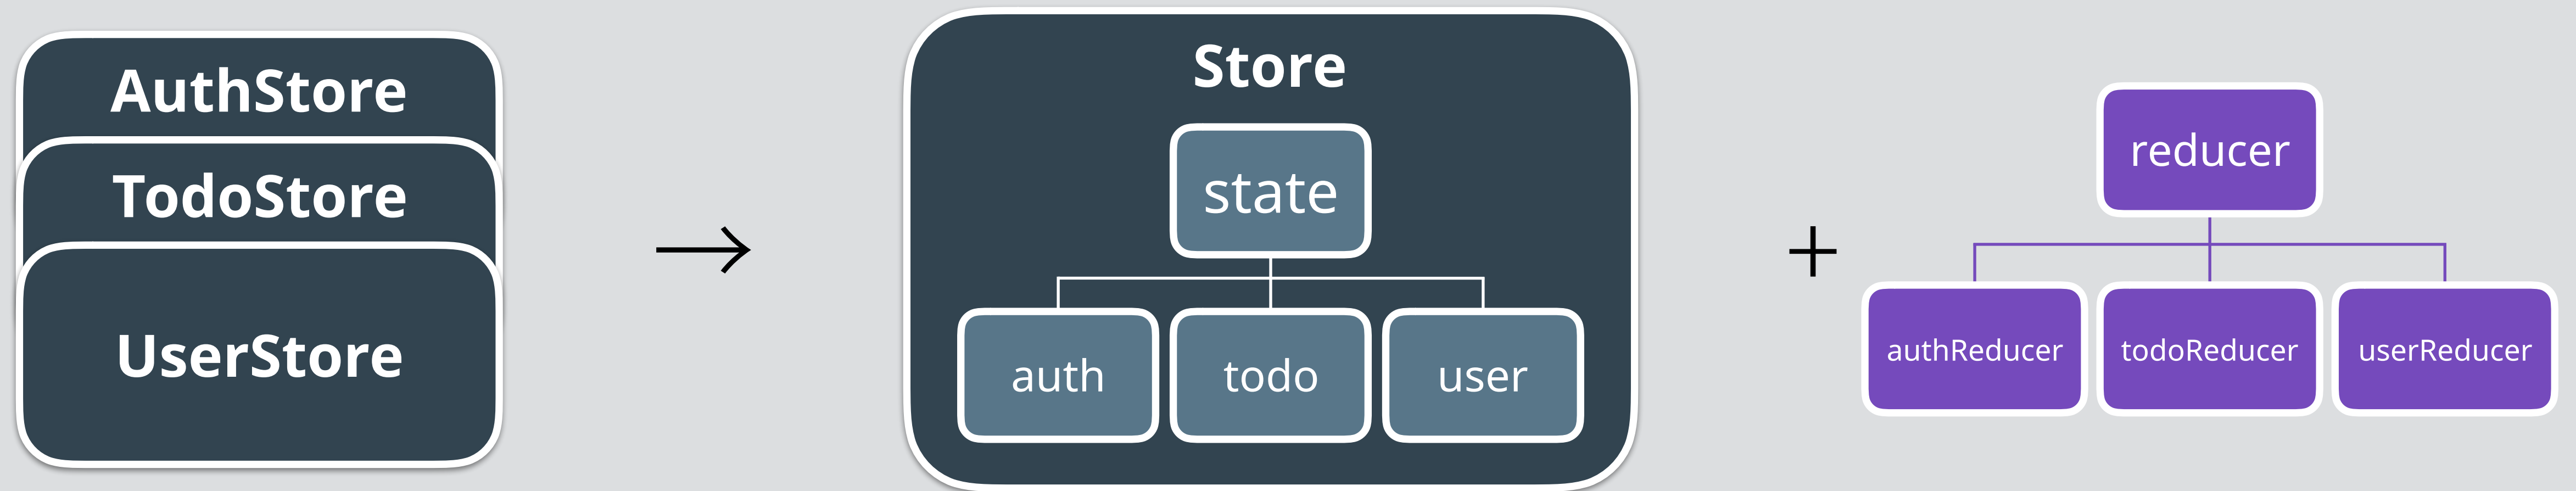 AuthStore
TodoStore
UserStore
→
Store
state
auth
todo
user
+
reducer
authReducer
todoReducer
userReducer